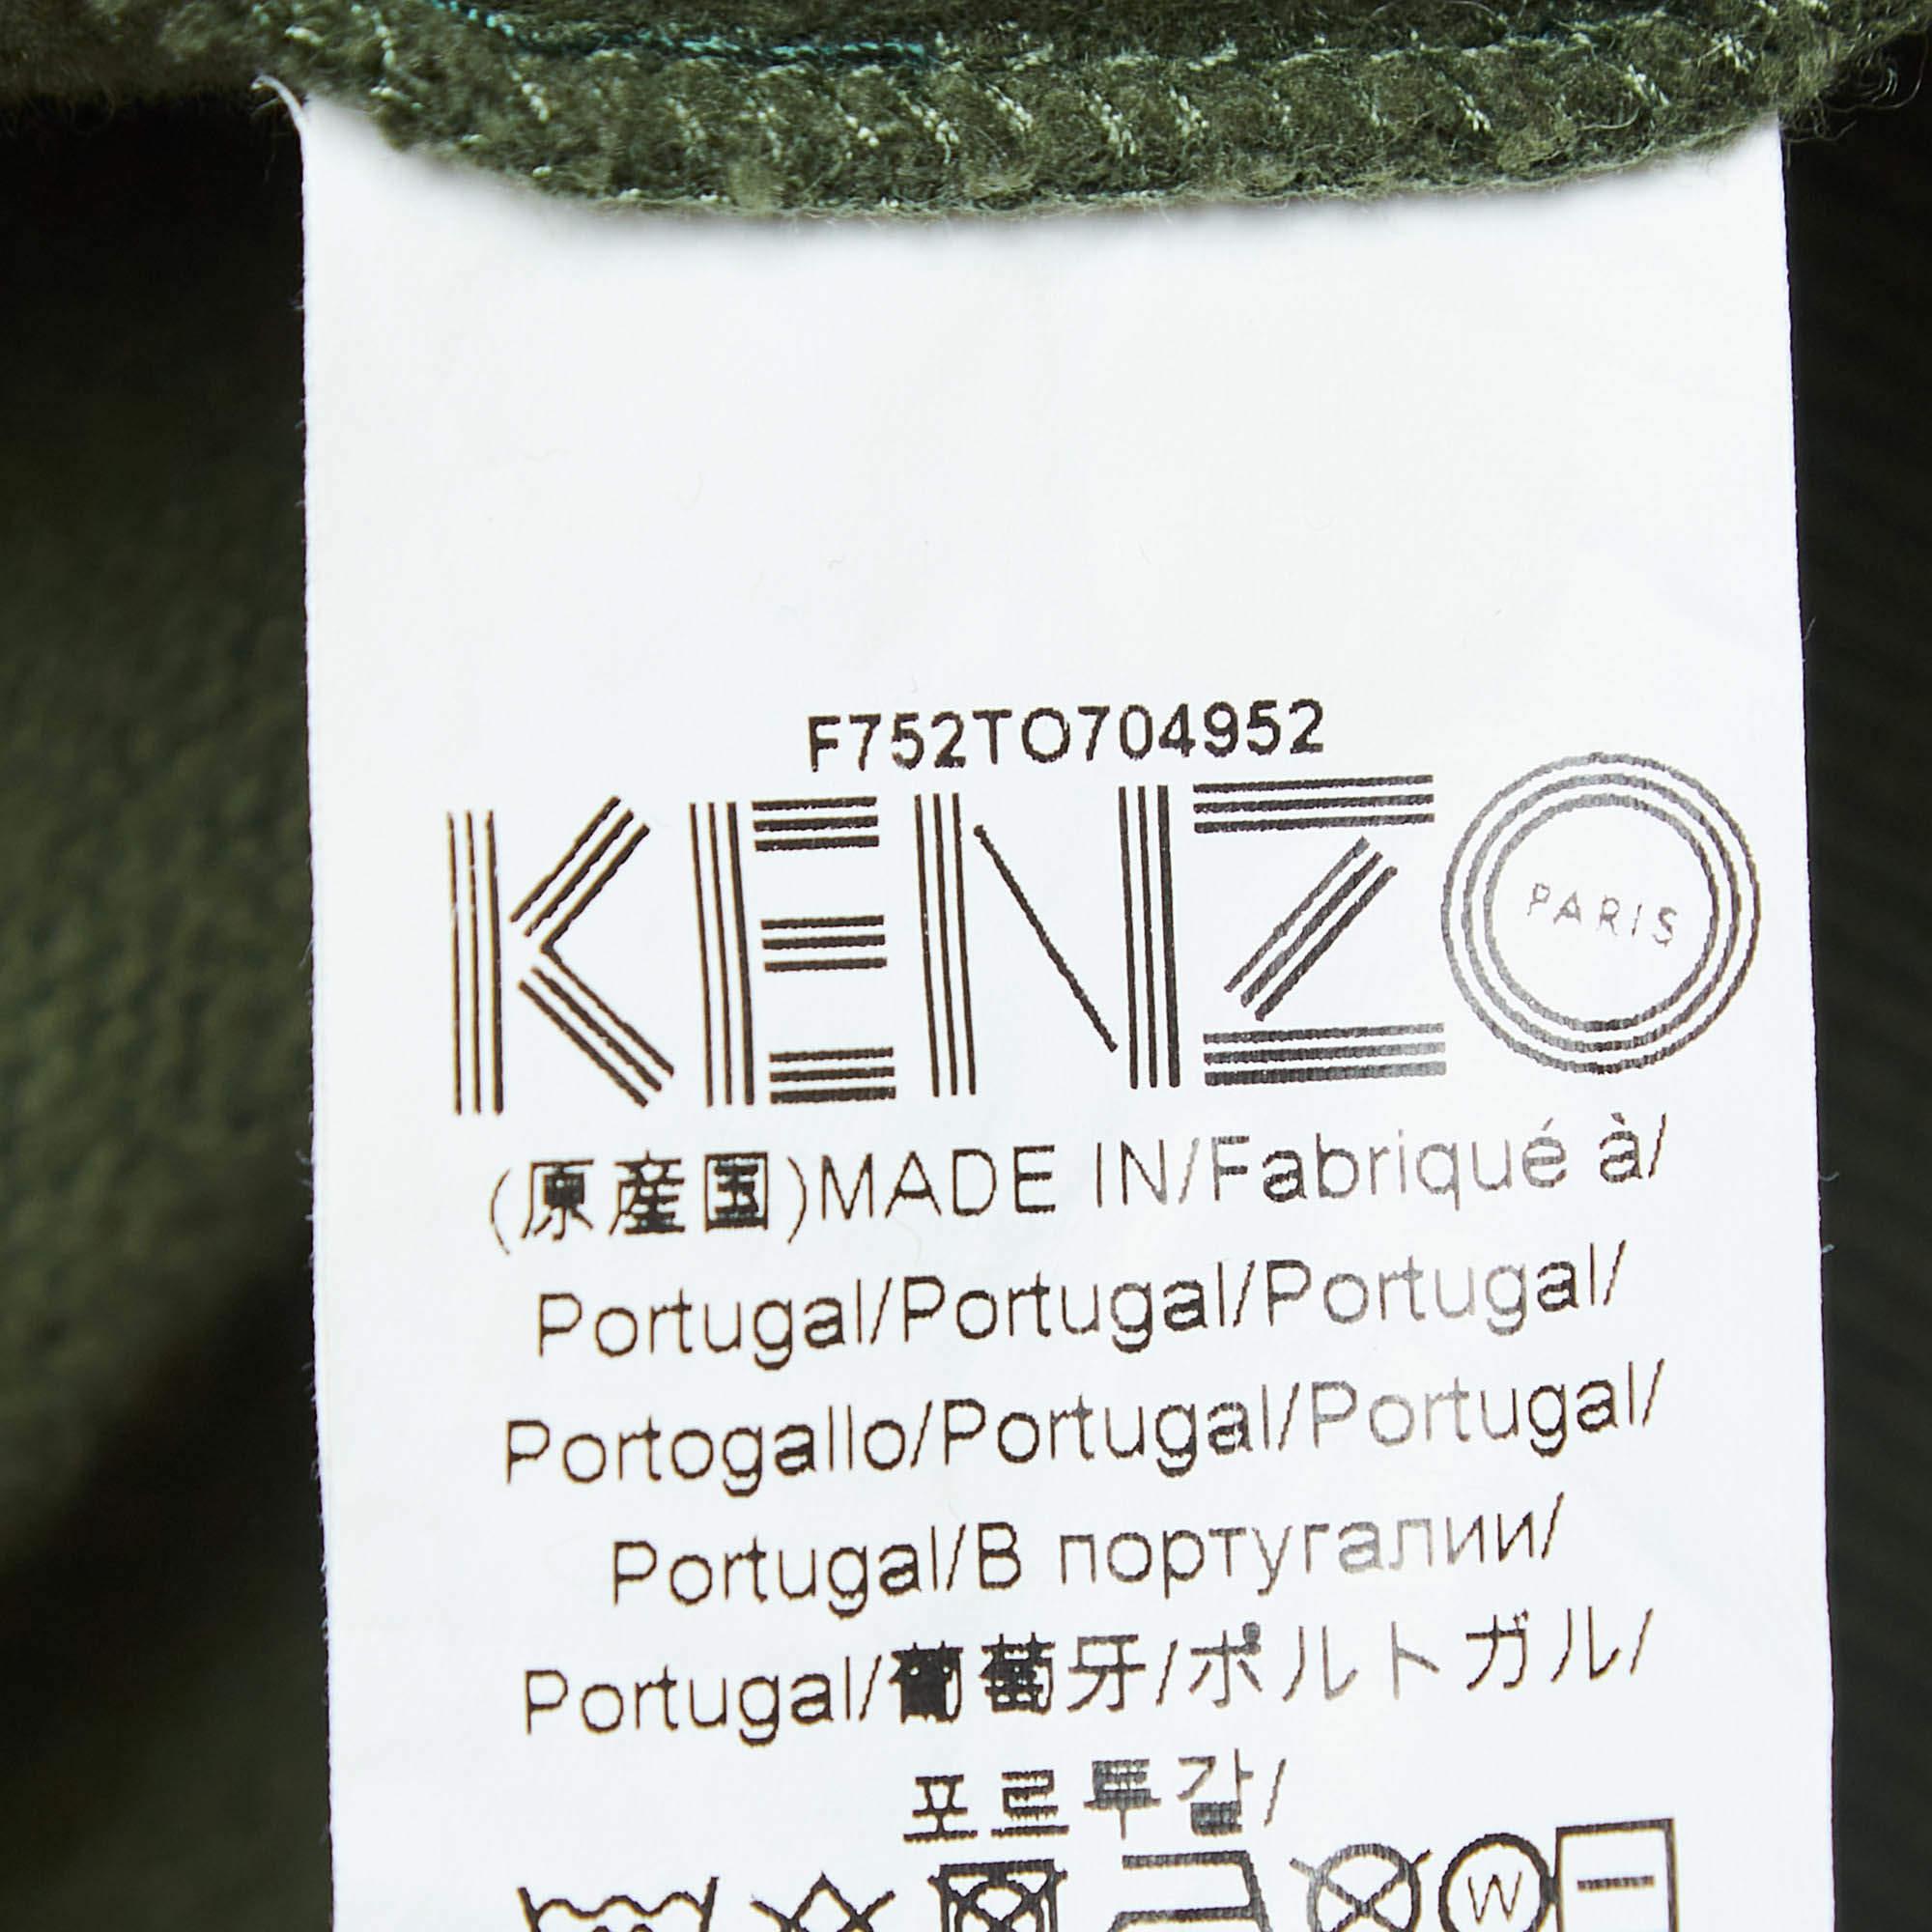 F752TO704952
KENZO
PARIS
(原産国)MADE IN/Fabriqué à/
Portugal/Portugal/Portugal/
Portogallo/Portugal/Portugal/
Portugal/В португалии/
Portugal/葡萄牙/ポルトガル/
포르투갈/
W